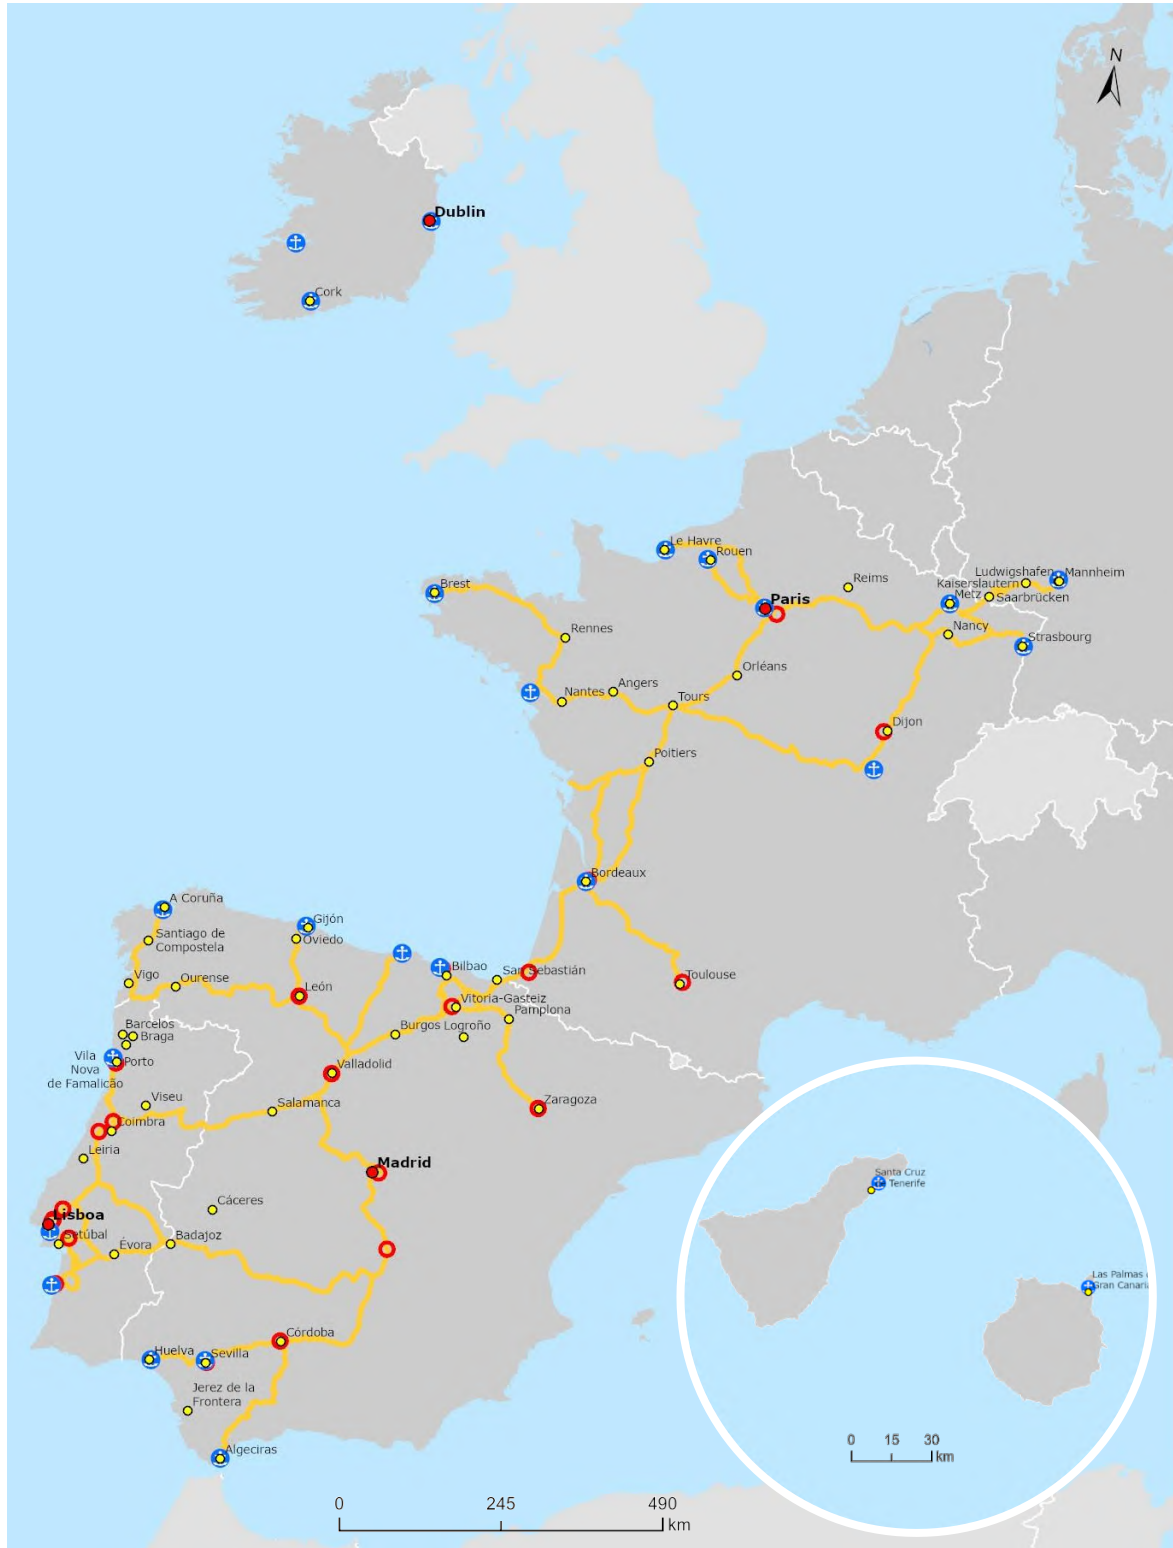 N
Dublin
Cork
Le Havre
Rouen
Paris
Reims
Ludwigshafen
Mannheim
Kaiserslautern
Metz
Saarbrücken
Nancy
Strasbourg
Brest
Rennes
Orléans
Nantes
Angers
Tours
Dijon
Poitiers
Bordeaux
Toulouse
A Coruña
Santiago de
Compostela
Gijón
Oviedo
Vigo
Ourense
León
Bilbao
San Sebastián
Vitoria-Gasteiz
Pamplona
Burgos
Logroño
Barcelos
Braga
Vila
Nova
de Famalicão
Porto
Valladolid
Viseu
Salamanca
Zaragoza
Coimbra
Leiria
Madrid
Cáceres
Lisboa
Setúbal
Évora
Badajoz
Córdoba
Huelva
Sevilla
Jerez de la
Frontera
Algeciras
Santa Cruz
Tenerife
Las Palmas
Gran Canaria
0 15 30
km
0 245 490
km